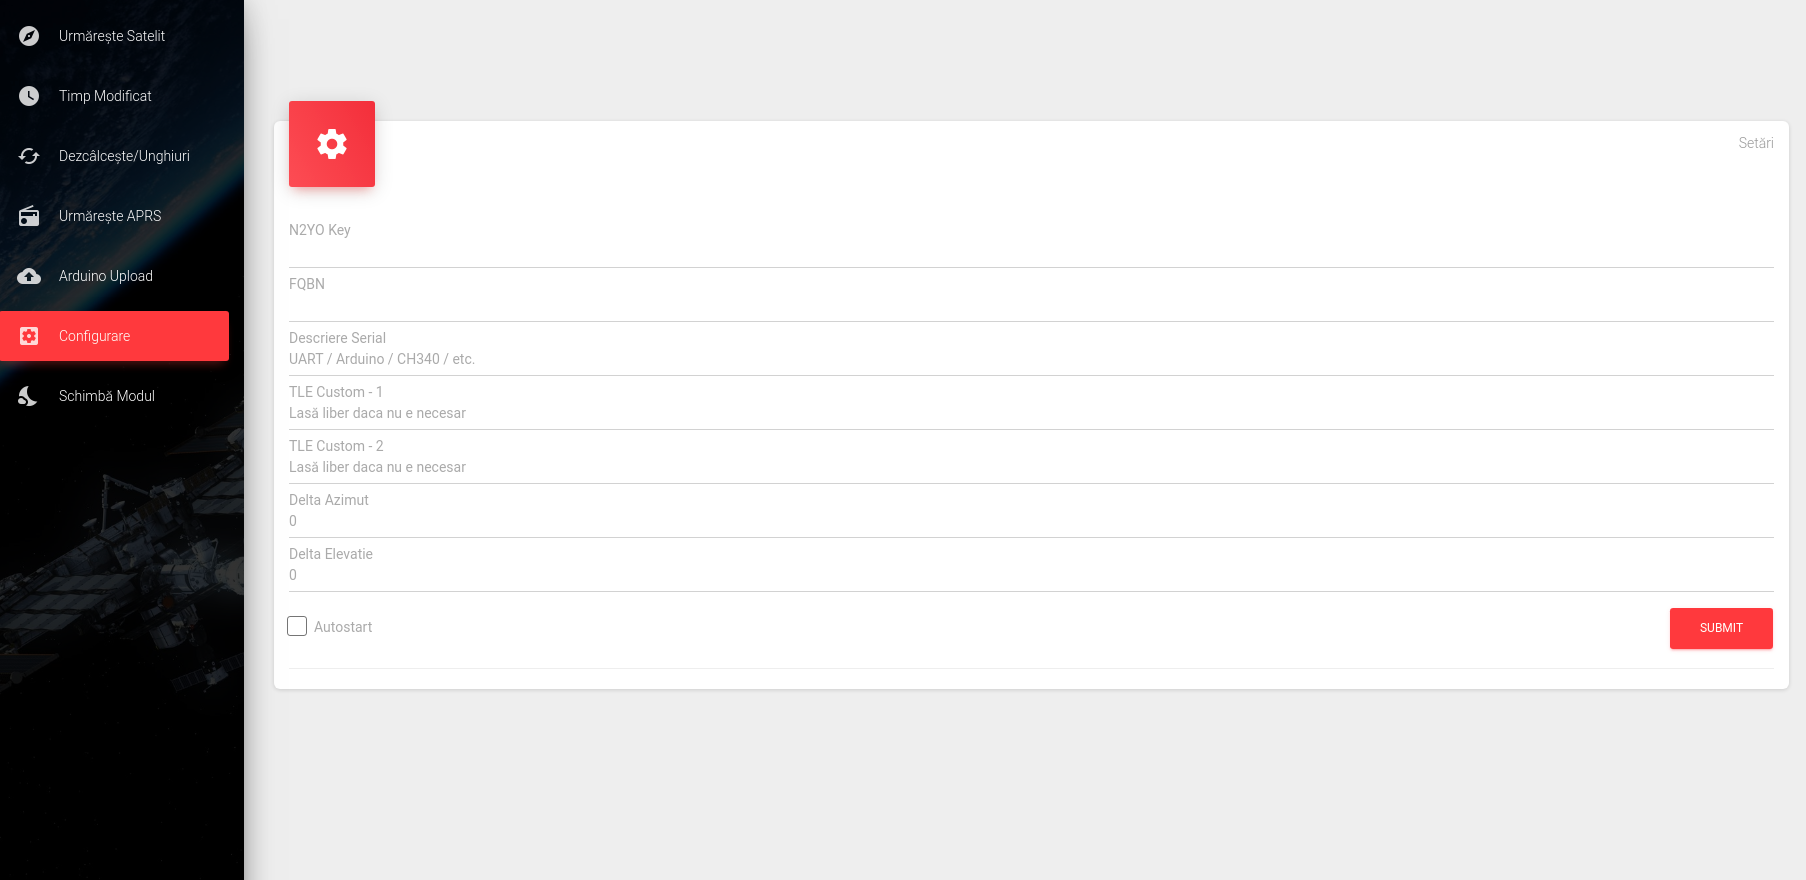 Urmărește Satelit
Timp Modificat
Dezcâlcește/Unghiuri
Urmărește APRS
Arduino Upload
Configurare
Schimbă Modul
Setări
N2YO Key
FQBN
Descriere Serial
UART / Arduino / CH340 / etc.
TLE Custom - 1
Lasă liber daca nu e necesar
TLE Custom - 2
Lasă liber daca nu e necesar
Delta Azimut
0
Delta Elevatie
0
Autostart
SUBMIT